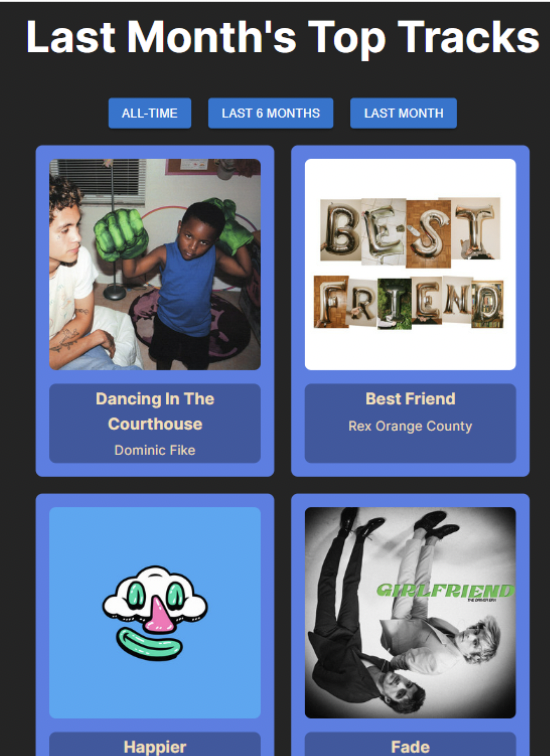 Last Month's Top Tracks
ALL-TIME
LAST 6 MONTHS
LAST MONTH
BEST
FRIEND
Dancing In The
Courthouse
Dominic Fike
Best Friend
Rex Orange County
GIRLFRIEND
Happier
Fade